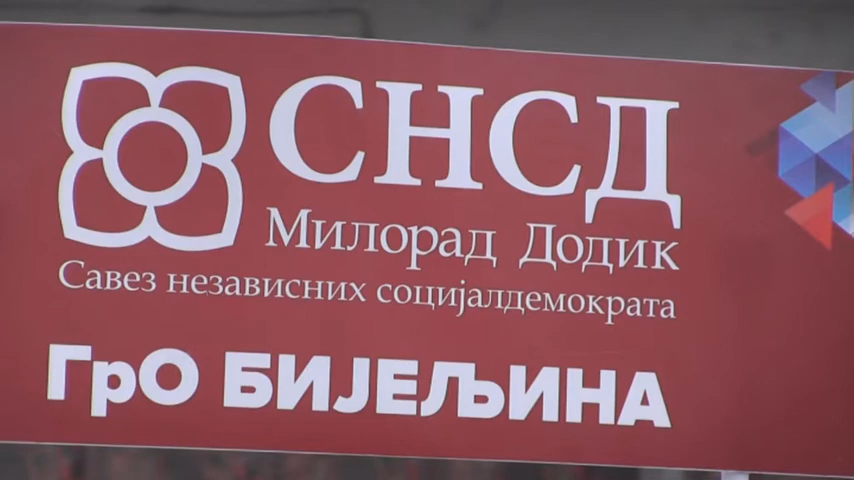 СНСД
Милорад Додик
Савез независних социјалдемократа
ГрО БИЈЕЉИНА